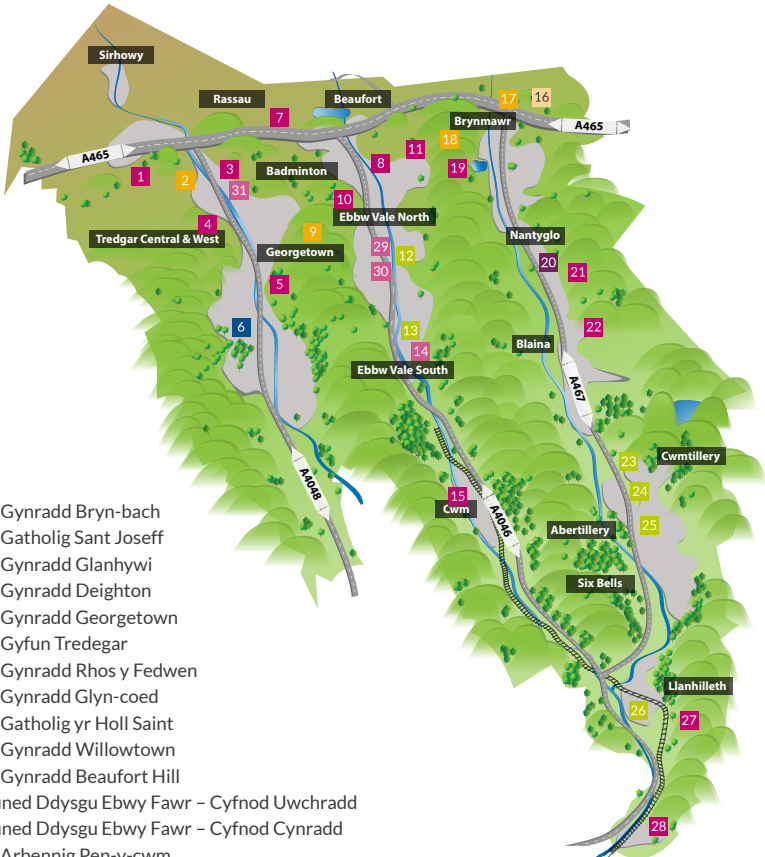 Sirhowy
Rassau
Beaufort
17
16
7
Brynmawr
A465
A465
18
11
8
3
19
1
2
Badminton
31
10
4
Ebbw Vale North
Tredgar Central & West
9
Georgetown
29
12
30
Nantyglo
20
21
5
6
13
22
14
Blaina
Ebbw Vale South
A467
Cwmtillery
23
A4048
24
15
Cwm
A4046
25
Abertillery
Six Bells
Llanhilleth
26
27
28
Gynradd Bryn-bach
Gatholig Sant Joseff
Gynradd Glanhywi
Gynradd Deighton
Gynradd Georgetown
Gyfun Tredegar
Gynradd Rhos y Fedwen
Gynradd Glyn-coed
Gatholig yr Holl Saint
Gynradd Willowtown
Gynradd Beaufort Hill
Ddysgu Ebwy Fawr – Cyfnod Uwchradd
Ddysgu Ebwy Fawr – Cyfnod Cynradd
Arbennig Pen-y-cwm